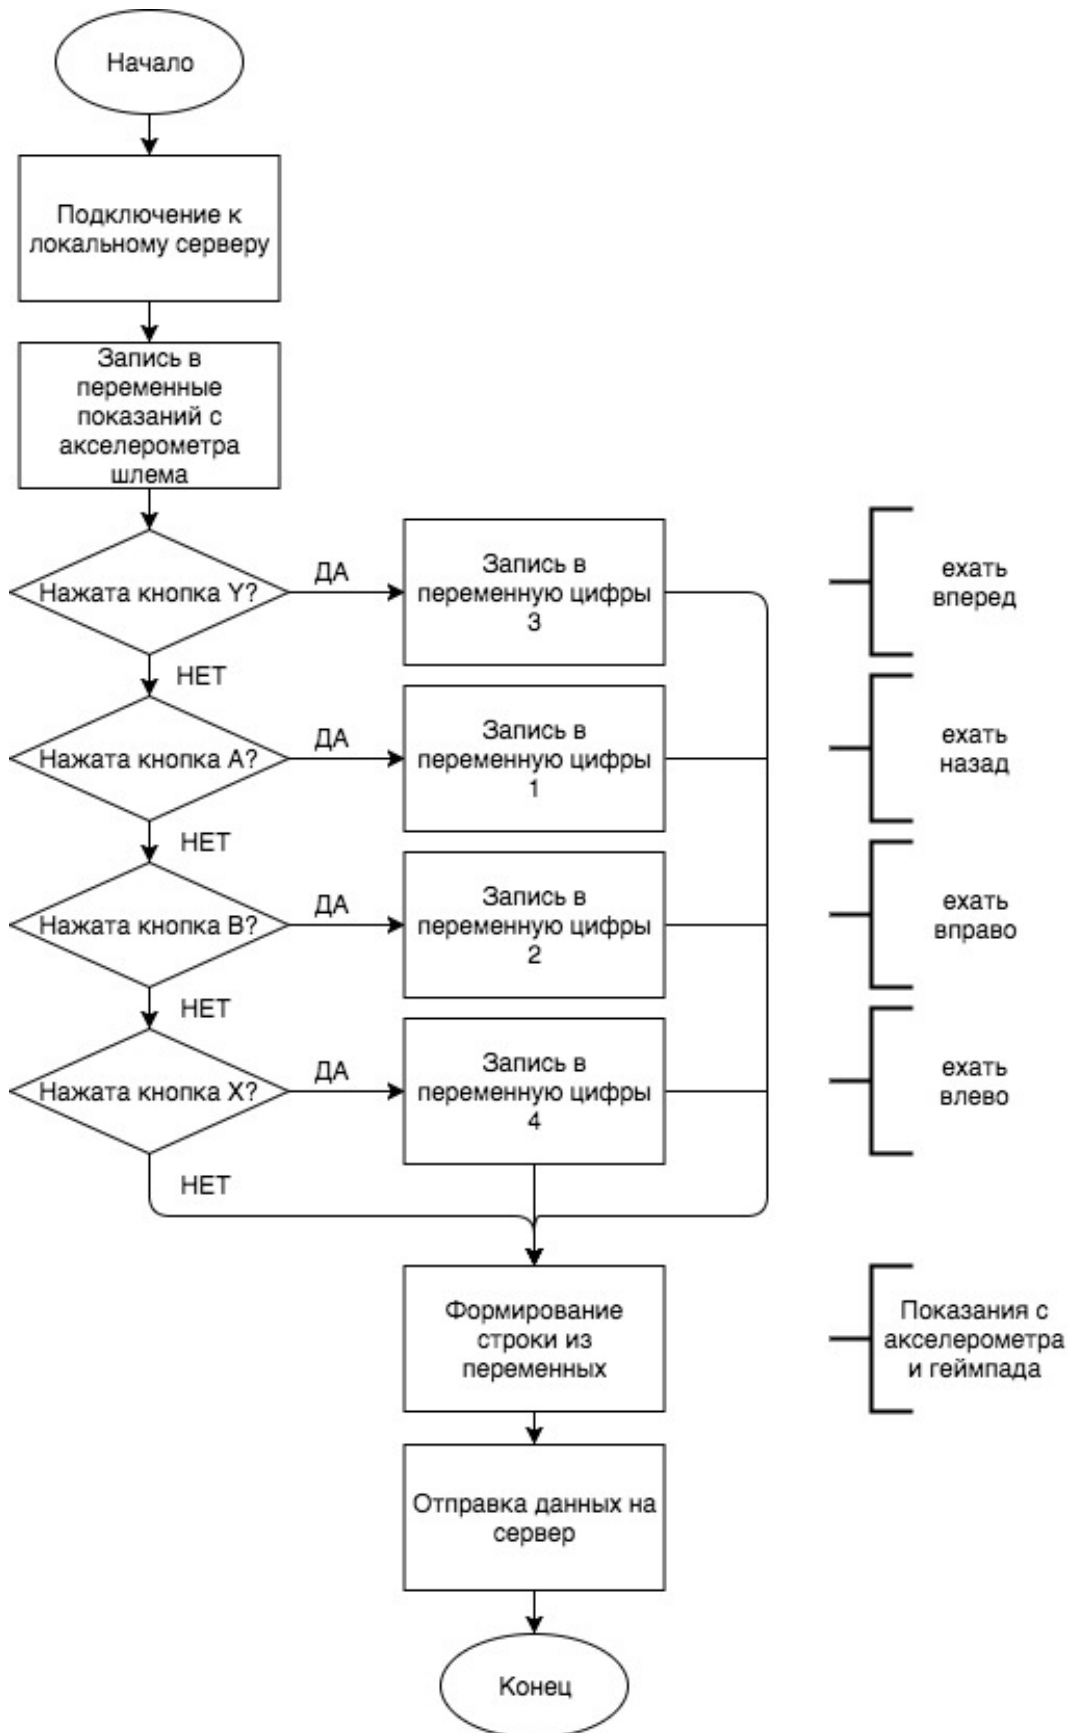 Начало
Подключение к
локальному серверу
Запись в
переменные
показаний с
акселерометра
шлема
Нажата кнопка Y?
ДА
Запись в
переменную цифры
3
ехать
вперед
НЕТ
Нажата кнопка A?
ДА
Запись в
переменную цифры
1
ехать
назад
НЕТ
Нажата кнопка B?
ДА
Запись в
переменную цифры
2
ехать
вправо
НЕТ
Нажата кнопка X?
ДА
Запись в
переменную цифры
4
ехать
влево
НЕТ
Формирование
строки из
переменных
Показания с
акселерометра
и геймпада
Отправка данных на
сервер
Конец